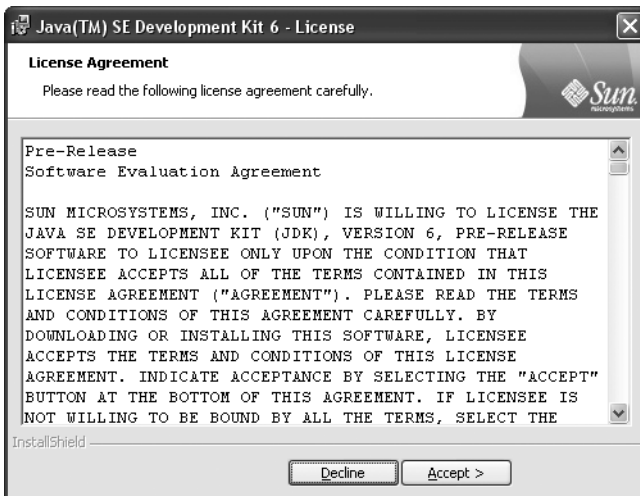 Java(TM) SE Development Kit 6 - License
License Agreement
Please read the following license agreement carefully.
Sun
microsystems
Pre-Release
Software Evaluation Agreement
SUN MICROSYSTEMS, INC. ("SUN") IS WILLING TO LICENSE THE
JAVA SE DEVELOPMENT KIT (JDK), VERSION 6, PRE-RELEASE
SOFTWARE TO LICENSEE ONLY UPON THE CONDITION THAT
LICENSEE ACCEPTS ALL OF THE TERMS CONTAINED IN THIS
LICENSE AGREEMENT ("AGREEMENT"). PLEASE READ THE TERMS
AND CONDITIONS OF THIS AGREEMENT CAREFULLY. BY
DOWNLOADING OR INSTALLING THIS SOFTWARE, LICENSEE
ACCEPTS THE TERMS AND CONDITIONS OF THIS LICENSE
AGREEMENT. INDICATE ACCEPTANCE BY SELECTING THE "ACCEPT"
BUTTON AT THE BOTTOM OF THIS AGREEMENT. IF LICENSEE IS
NOT WILLING TO BE BOUND BY ALL THE TERMS, SELECT THE
InstallShield
Decline
Accept >